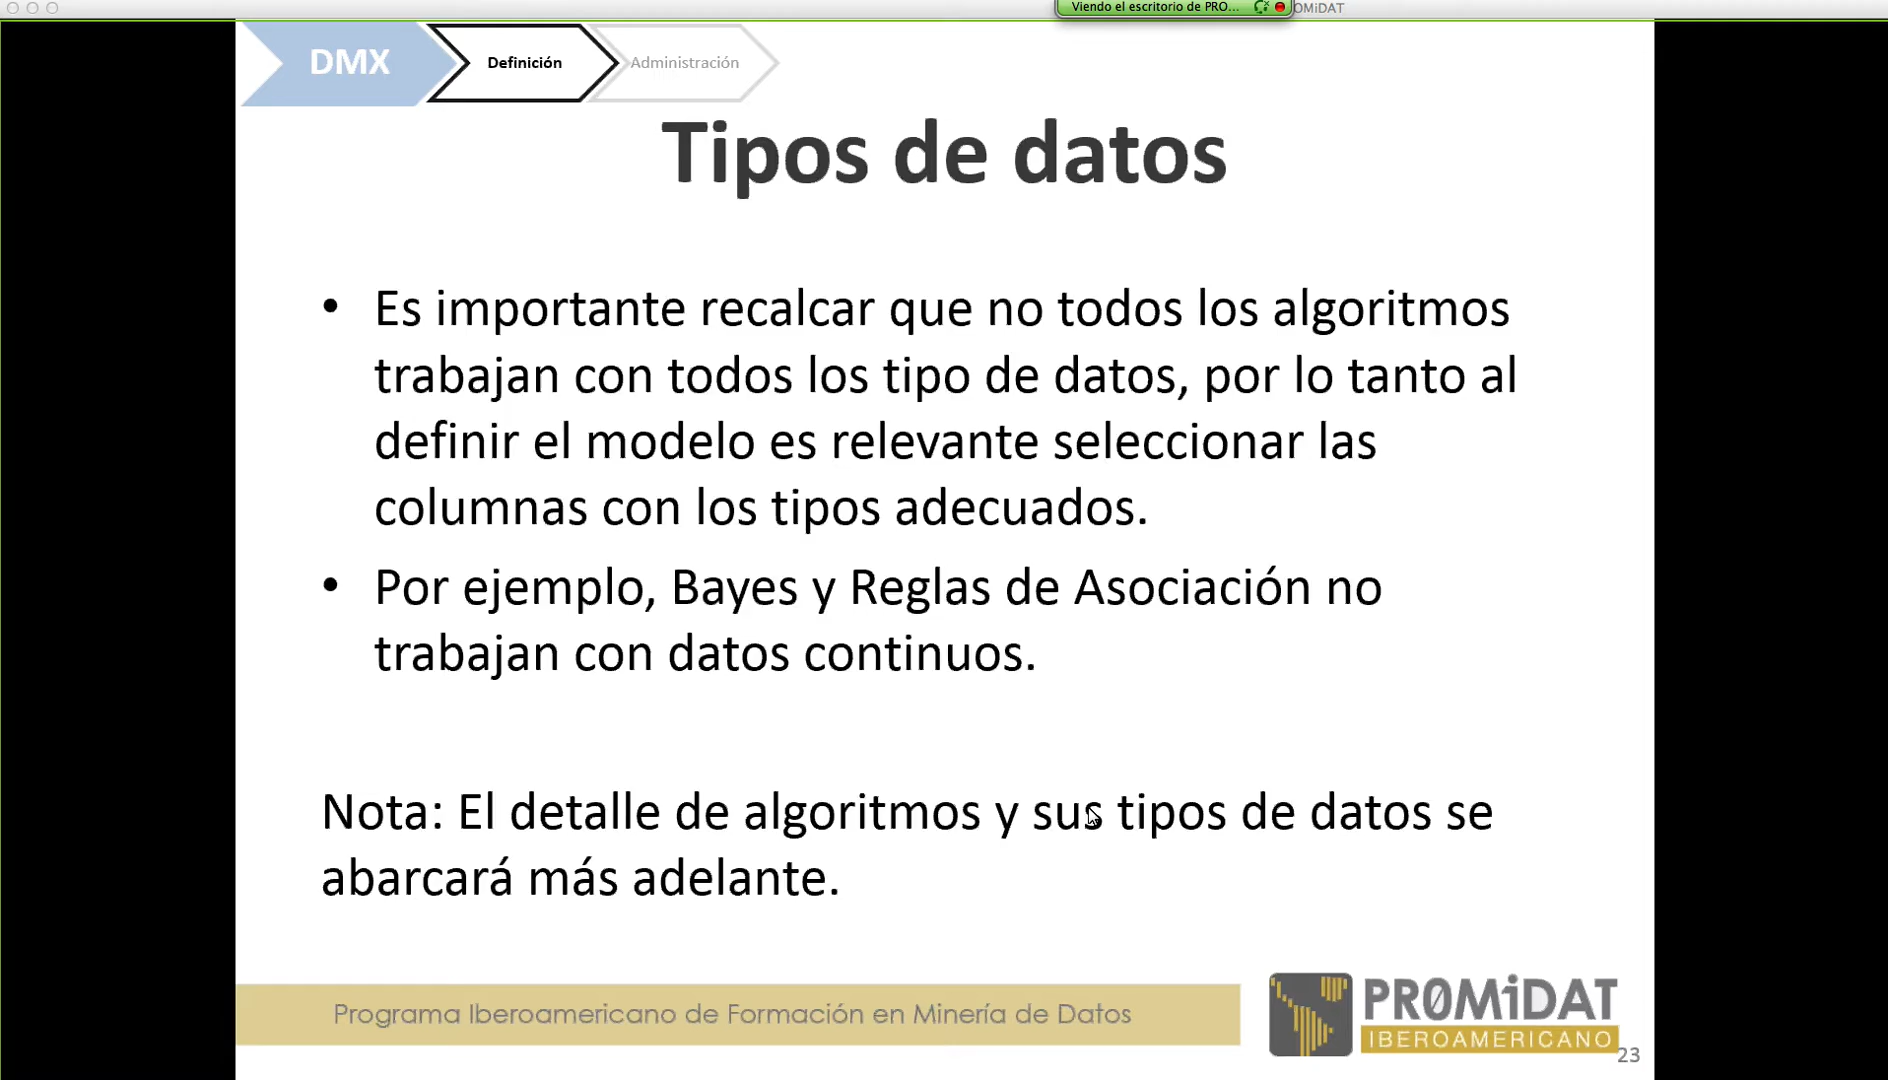 Viendo el escritorio de PRO...
OMiDAT
DMX
Definición
Administración
Tipos de datos
• Es importante recalcar que no todos los algoritmos
trabajan con todos los tipo de datos, por lo tanto al
definir el modelo es relevante seleccionar las
columnas con los tipos adecuados.
• Por ejemplo, Bayes y Reglas de Asociación no
trabajan con datos continuos.
Nota: El detalle de algoritmos y sus tipos de datos se
abarcará más adelante.
Programa Iberoamericano de Formación en Minería de Datos
PR0MiDAT
IBEROAMERICANO
23